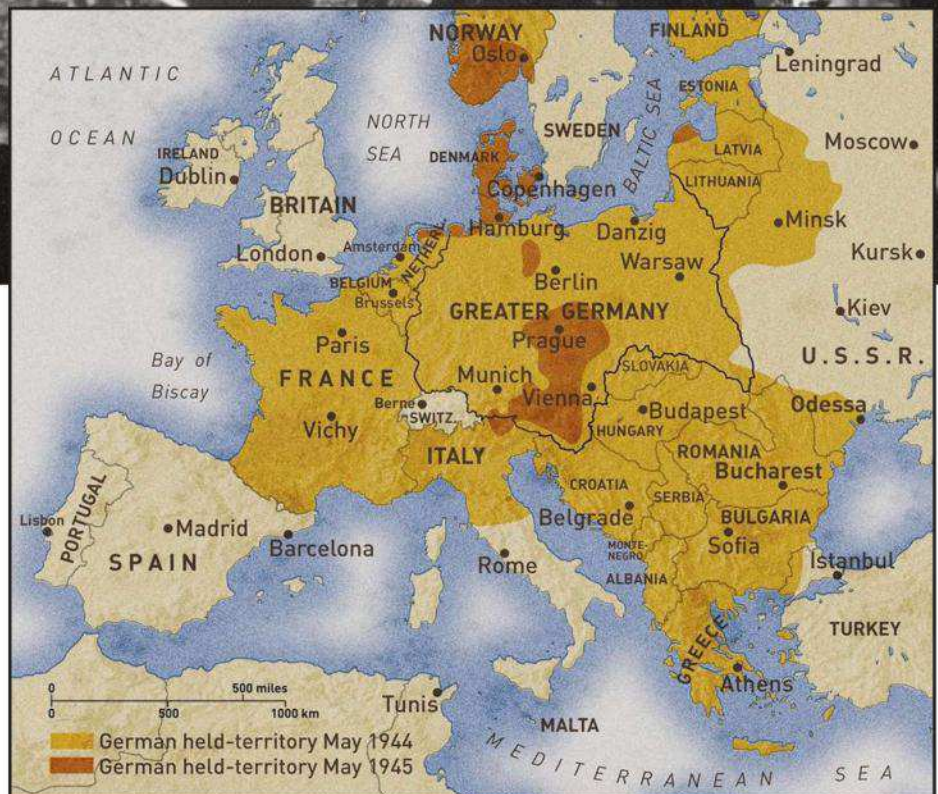 NORWAY
Oslo
FINLAND
Leningrad
ATLANTIC
OCEAN
ESTONIA
NORTH
SEA
SWEDEN
BALTIC SEA
Moscow
IRELAND
Dublin
DENMARK
LATVIA
Copenhagen
LITHUANIA
BRITAIN
Hamburg
Danzig
Minsk
London
Amsterdam
NETHERL.
Warsaw
Kursk
BELGIUM
Brussels
Berlin
GREATER GERMANY
Kiev
Paris
Prague
U.S.S.R.
Bay of
Biscay
FRANCE
Munich
SLOVAKIA
Vienna
Berne
SWITZ.
Budapest
Odessa
Vichy
HUNGARY
ITALY
ROMANIA
Bucharest
CROATIA
SERBIA
Lisbon
PORTUGAL
Madrid
Belgrade
BULGARIA
SPAIN
Barcelona
Rome
MONTE-
NEGRO
Sofia
Istanbul
ALBANIA
GREECE
TURKEY
Athens
0 500 miles
0 500 1000 km
Tunis
MALTA
MEDITERRANEAN SEA
German held-territory May 1944
German held-territory May 1945